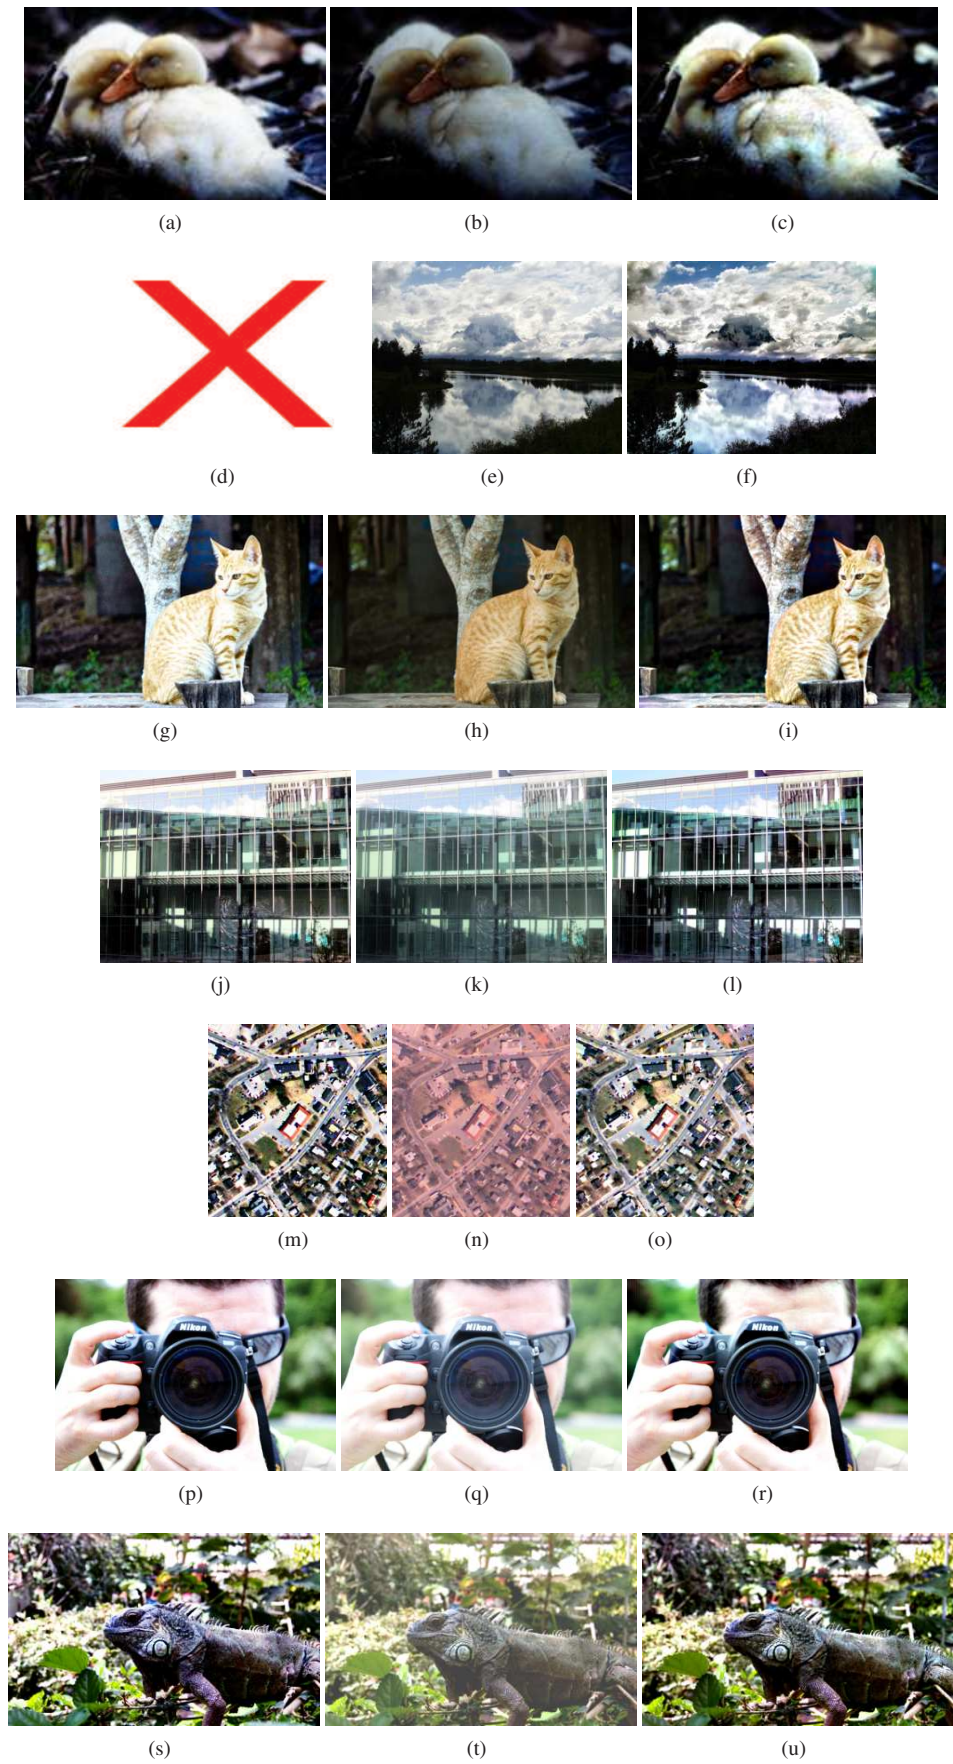 (a) (b) (c)
(d) (e) (f)
(g) (h) (i)
(j) (k) (l)
(m) (n) (o)
Nikon Nikon Nikon
(p) (q) (r)
(s) (t) (u)